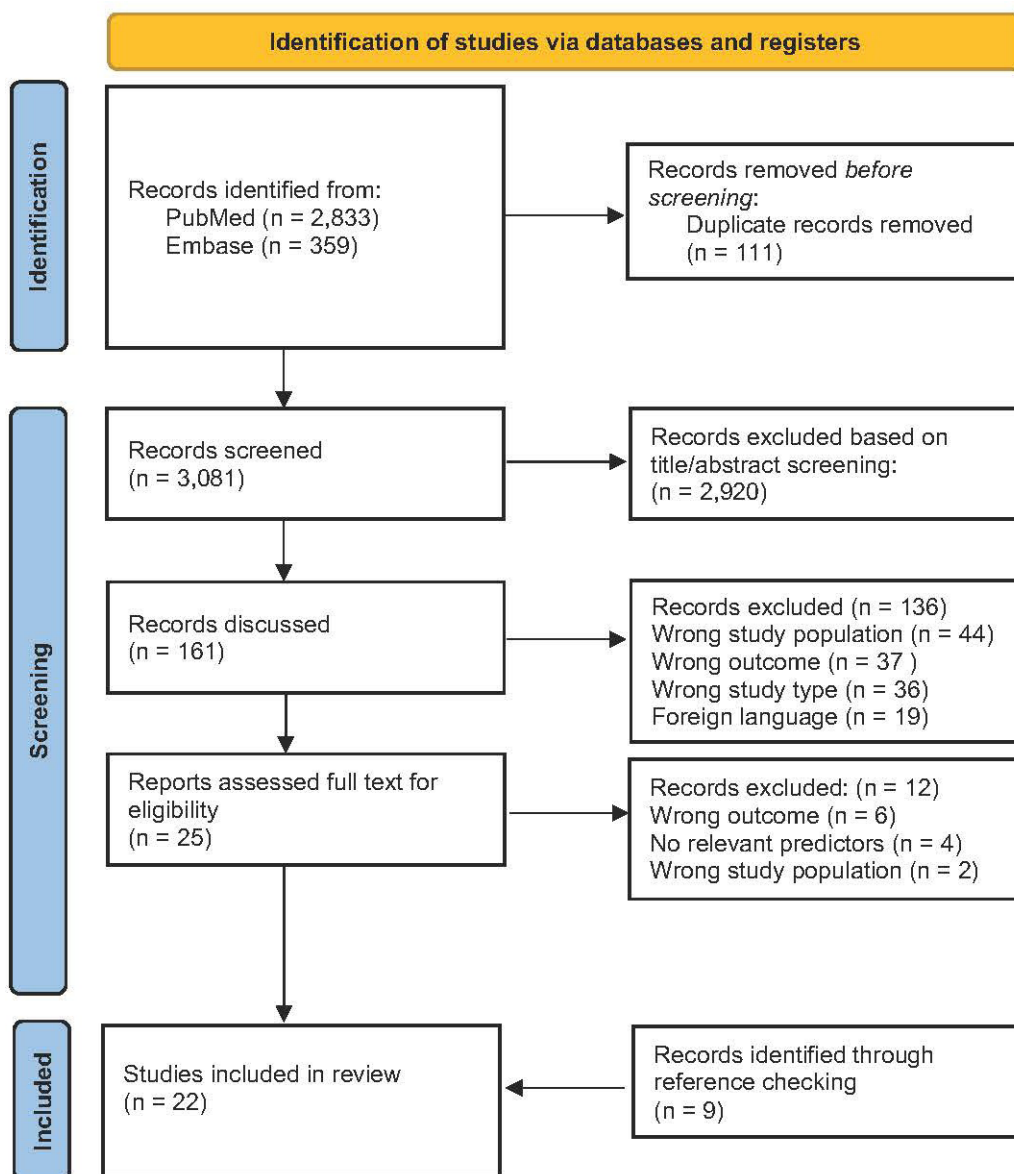 Identification of studies via databases and registers
Identification
Records identified from:
PubMed (n = 2,833)
Embase (n = 359)
Records removed before
screening:
Duplicate records removed
(n = 111)
Screening
Records screened
(n = 3,081)
Records excluded based on
title/abstract screening:
(n = 2,920)
Records discussed
(n = 161)
Records excluded (n = 136)
Wrong study population (n = 44)
Wrong outcome (n = 37 )
Wrong study type (n = 36)
Foreign language (n = 19)
Reports assessed full text for
eligibility
(n = 25)
Records excluded: (n = 12)
Wrong outcome (n = 6)
No relevant predictors (n = 4)
Wrong study population (n = 2)
Included
Studies included in review
(n = 22)
Records identified through
reference checking
(n = 9)